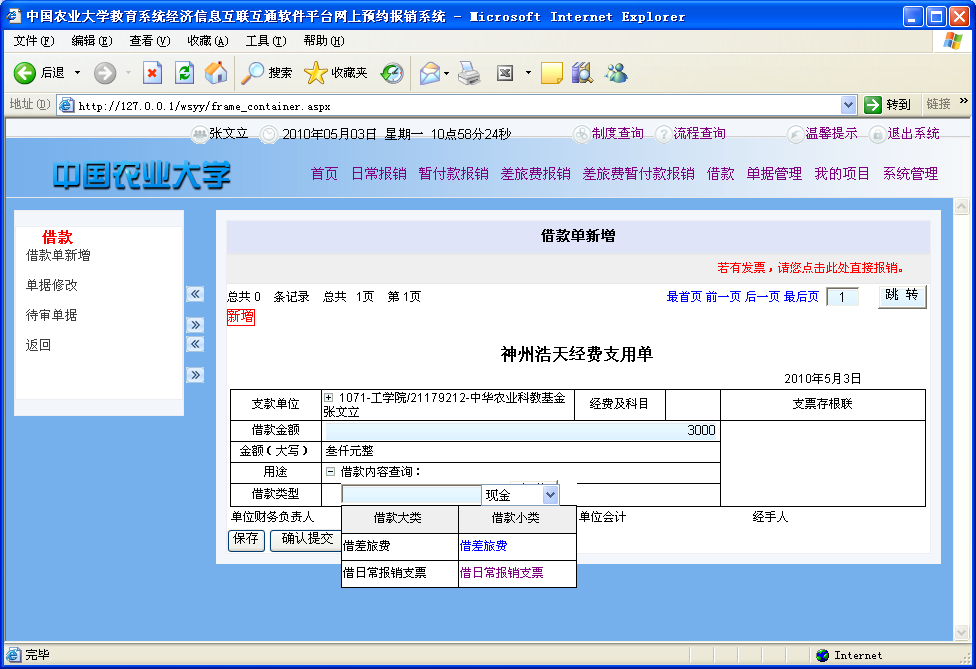 中国农业大学教育系统经济信息互联互通软件平台网上预约报销系统 - Microsoft Internet Explorer
文件(F) 编辑(E) 查看(V) 收藏(A) 工具(T) 帮助(H)
后退 搜索 收藏夹
地址(D) http://127.0.0.1/wsyy/frame_container.aspx 转到 链接 »
张文立 2010年05月03日 星期一 10点58分24秒 制度查询 流程查询 温馨提示 退出系统
中国农业大学 首页 日常报销 暂付款报销 差旅费报销 差旅费暂付款报销 借款 单据管理 我的项目 系统管理
借款
借款单新增
单据修改
待审单据
返回
借款单新增
若有发票，请您点击此处直接报销。
总共 0 条记录 总共 1页 第 1页 最首页 前一页 后一页 最后页 1 跳 转
新增
神州浩天经费支用单
2010年5月3日
支款单位 1071-工学院/21179212-中华农业科教基金 经费及科目 支票存根联
张文立
借款金额 3000
金额(大写) 叁仟元整
用途 借款内容查询：
借款类型 现金
单位财务负责人 单位会计 经手人
保存 确认提交
借款大类 借款小类
借差旅费 借差旅费
借日常报销支票 借日常报销支票
完毕 Internet